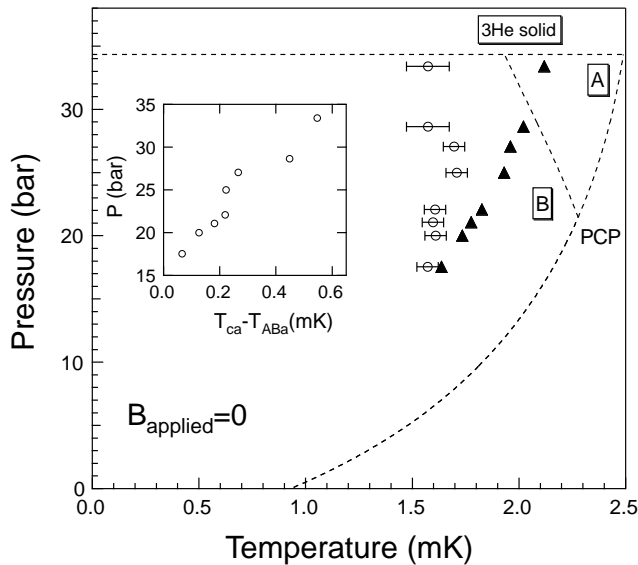 3He solid
A
B
PCP
30
20
10
0
Pressure (bar)
35
30
25
20
15
P (bar)
0.0 0.2 0.4 0.6
T_ca-T_ABa(mK)
B_applied=0
0.0 0.5 1.0 1.5 2.0 2.5
Temperature (mK)